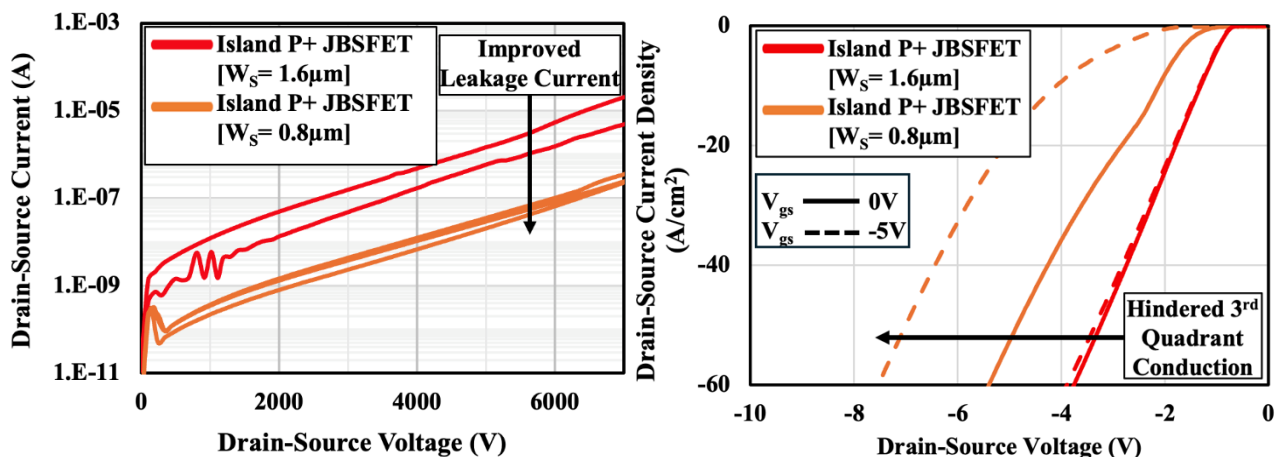 1.E-03
1.E-05
1.E-07
1.E-09
1.E-11
Drain-Source Current (A)
Island P+ JBSFET
[WS= 1.6µm]
Island P+ JBSFET
[WS= 0.8µm]
Improved
Leakage Current
0
2000
4000
6000
Drain-Source Voltage (V)
Drain-Source Current Density
(A/cm²)
0
-20
-40
-60
Island P+ JBSFET
[WS= 1.6µm]
Island P+ JBSFET
[WS= 0.8µm]
Vgs 0V
Vgs -5V
Hindered 3rd
Quadrant
Conduction
-10
-8
-6
-4
-2
0
Drain-Source Voltage (V)